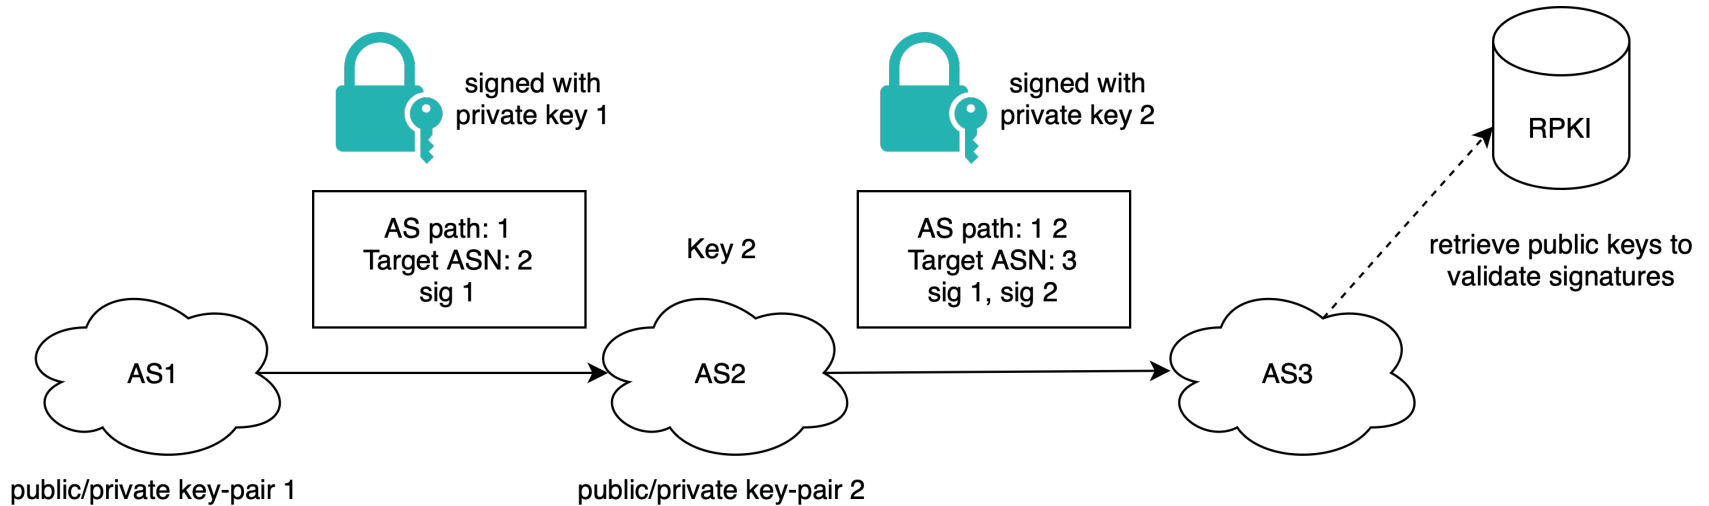 signed with
private key 1
signed with
private key 2
RPKI
AS path: 1
Target ASN: 2
sig 1
Key 2
AS path: 1 2
Target ASN: 3
sig 1, sig 2
retrieve public keys to
validate signatures
AS1
AS2
AS3
public/private key-pair 1
public/private key-pair 2